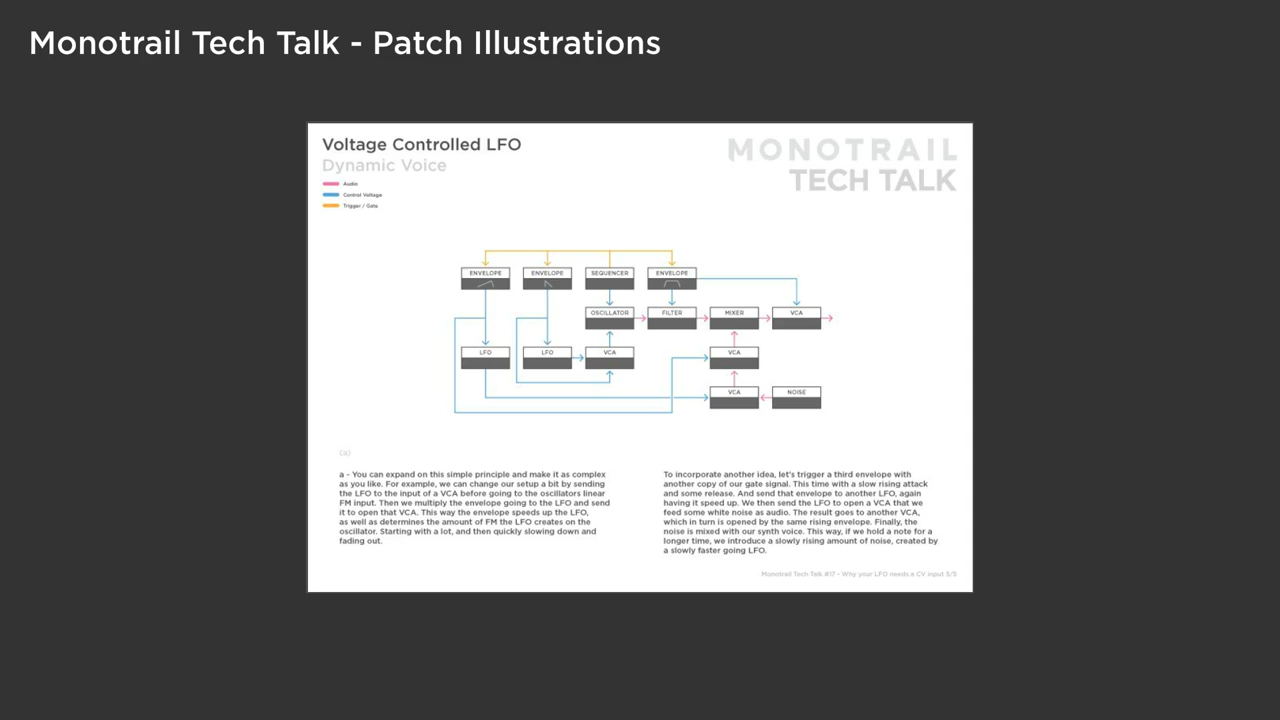 Monotrail Tech Talk - Patch Illustrations
Voltage Controlled LFO
Dynamic Voice
MONOTRAIL
TECH TALK
Audio
Control Voltage
Trigger / Gate
ENVELOPE
ENVELOPE
SEQUENCER
ENVELOPE
OSCILLATOR
FILTER
MIXER
VCA
LFO
LFO
VCA
VCA
VCA
NOISE
(a)
a - You can expand on this simple principle and make it as complex
as you like. For example, we can change our setup a bit by sending
the LFO to the input of a VCA before going to the oscillators linear
FM input. Then we multiply the envelope going to the LFO and send
it to open that VCA. This way the envelope speeds up the LFO,
as well as determines the amount of FM the LFO creates on the
oscillator. Starting with a lot, and then quickly slowing down and
fading out.
To incorporate another idea, let's trigger a third envelope with
another copy of our gate signal. This time with a slow rising attack
and some release. And send that envelope to another LFO, again
having it speed up. We then send the LFO to open a VCA that we
feed some white noise as audio. The result goes to another VCA,
which in turn is opened by the same rising envelope. Finally, the
noise is mixed with our synth voice. This way, if we hold a note for a
longer time, we introduce a slowly rising amount of noise, created by
a slowly faster going LFO.
Monotrail Tech Talk #17 - Why your LFO needs a CV input 5/5